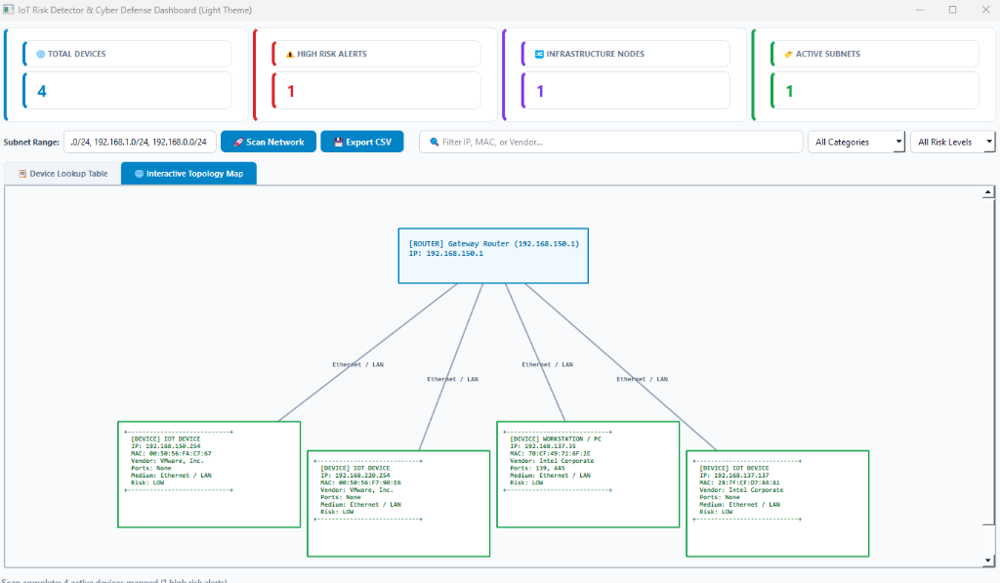 IoT Risk Detector & Cyber Defense Dashboard (Light Theme)
TOTAL DEVICES
4
HIGH RISK ALERTS
1
INFRASTRUCTURE NODES
1
ACTIVE SUBNETS
1
Subnet Range:
.0/24, 192.168.1.0/24, 192.168.0.0/24
Scan Network
Export CSV
Filter IP, MAC, or Vendor...
All Categories
All Risk Levels
Device Lookup Table
Interactive Topology Map
[ROUTER] Gateway Router (192.168.150.1)
IP: 192.168.150.1
Ethernet / LAN
Ethernet / LAN
Ethernet / LAN
Ethernet / LAN
[DEVICE] IOT DEVICE
IP: 192.168.150.254
MAC: 00:50:56:FA:C7:67
Vendor: VMware, Inc.
Ports: None
Medium: Ethernet / LAN
Risk: LOW
[DEVICE] IOT DEVICE
IP: 192.168.220.254
MAC: 00:50:56:F7:90:E6
Vendor: VMware, Inc.
Ports: None
Medium: Ethernet / LAN
Risk: LOW
[DEVICE] WORKSTATION / PC
IP: 192.168.137.35
MAC: 70:CF:49:71:6F:2E
Vendor: Intel Corporate
Ports: 139, 445
Medium: Ethernet / LAN
Risk: LOW
[DEVICE] IOT DEVICE
IP: 192.168.137.137
MAC: 28:7F:CF:D7:A4:A1
Vendor: Intel Corporate
Ports: None
Medium: Ethernet / LAN
Risk: LOW
Scan complete: 4 active devices mapped (1 high risk alerts)